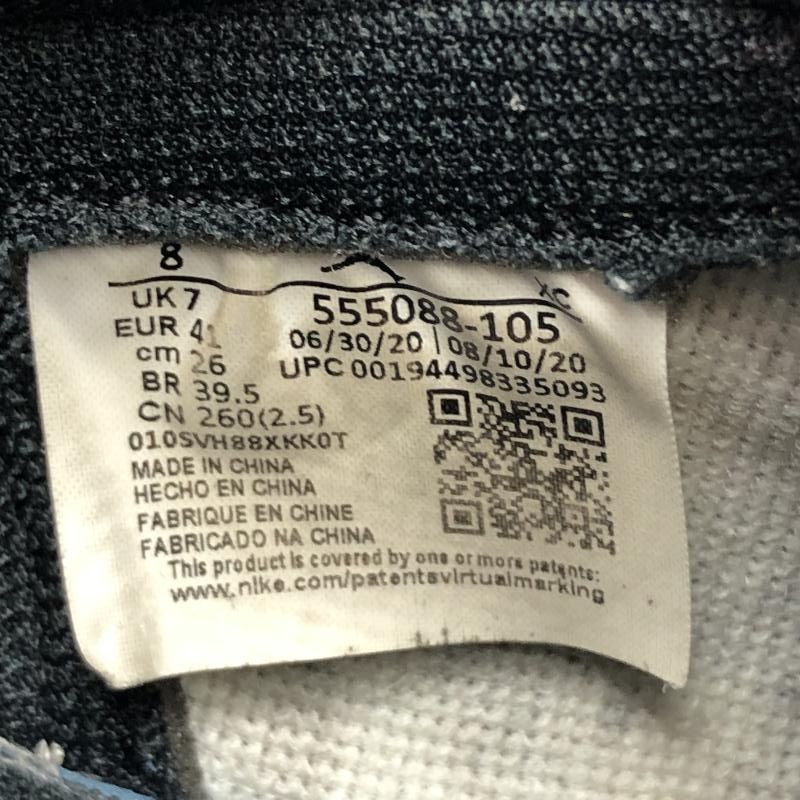 8
XC
UK 7
555088-105
EUR 41
06/30/20 | 08/10/20
cm 26
UPC 00194498335093
BR 39.5
CN 260(2.5)
010SVH88XKK0T
MADE IN CHINA
HECHO EN CHINA
FABRIQUE EN CHINE
FABRICADO NA CHINA
This product is covered by one or more patents:
www.nike.com/patentsvirtualmarking